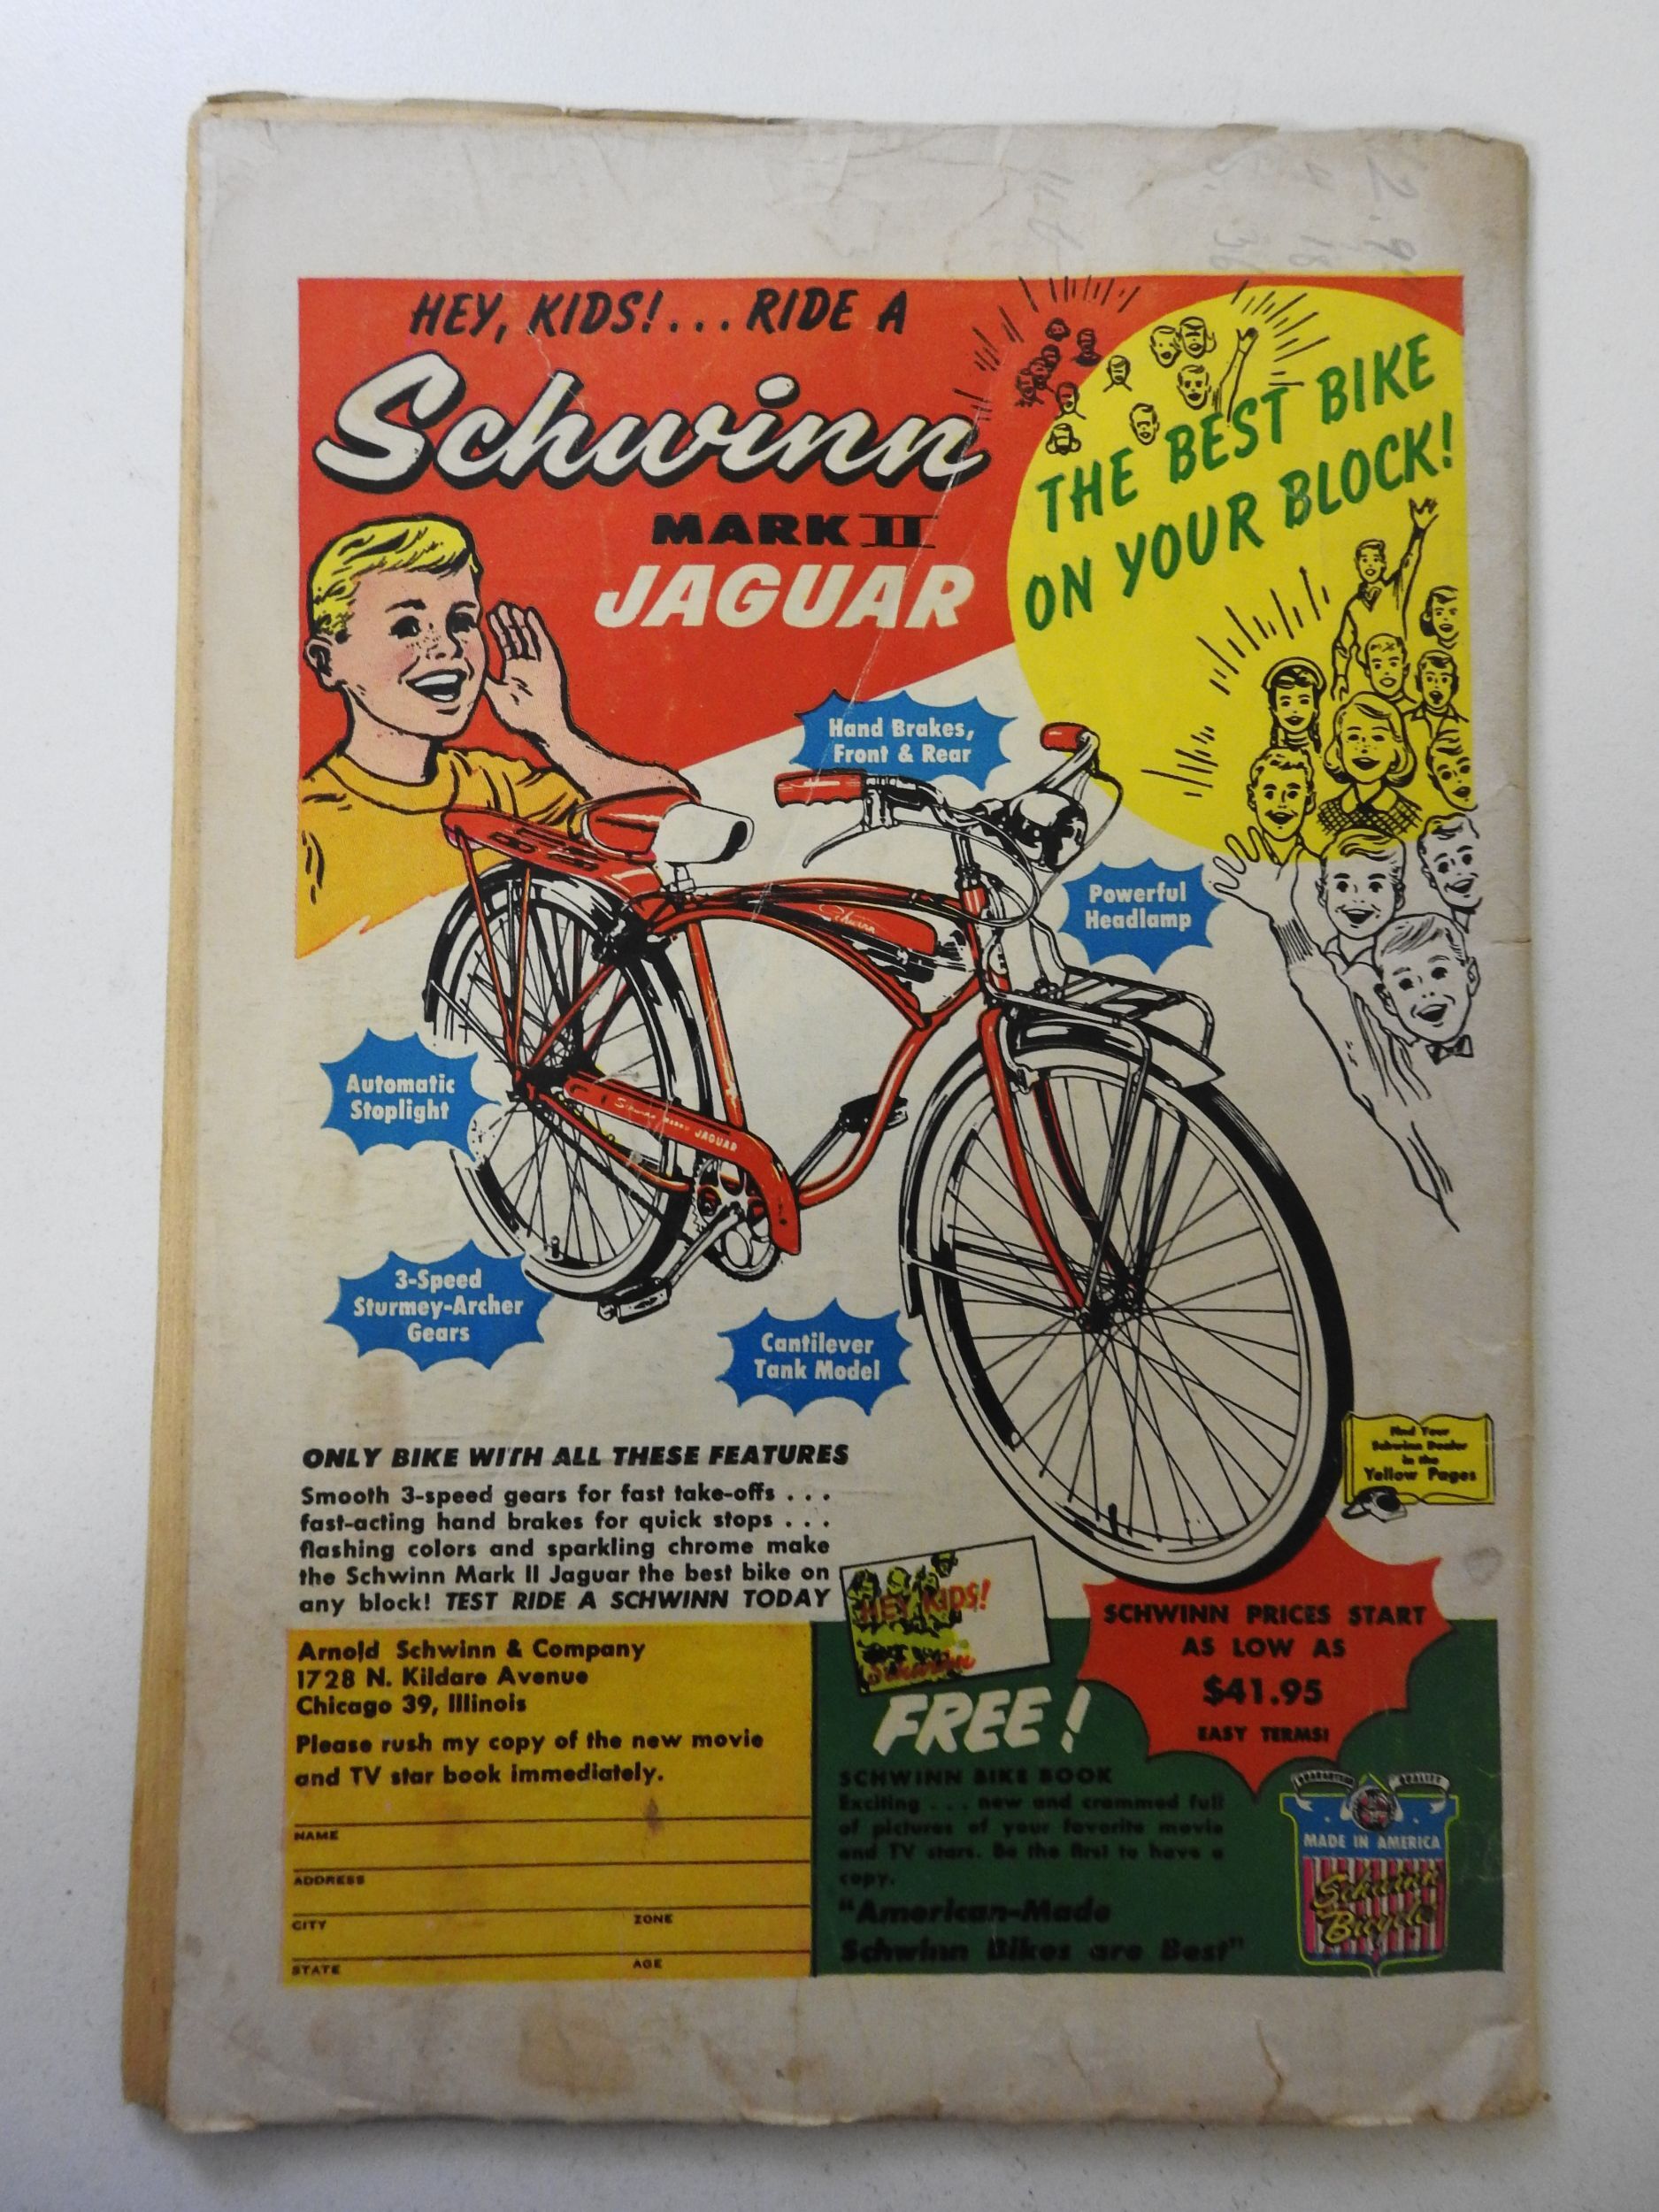 HEY, KIDS!... RIDE A
Schwinn
MARK II
JAGUAR
THE BEST BIKE
ON YOUR BLOCK!
Hand Brakes,
Front & Rear
Powerful
Headlamp
Schwinn
Automatic
Stoplight
JAGUAR
3-Speed
Sturmey-Archer
Gears
Cantilever
Tank Model
Find Your
Schwinn Dealer
in the
Yellow Pages
ONLY BIKE WITH ALL THESE FEATURES
Smooth 3-speed gears for fast take-offs . . .
fast-acting hand brakes for quick stops . . .
flashing colors and sparkling chrome make
the Schwinn Mark II Jaguar the best bike on
any block! TEST RIDE A SCHWINN TODAY
HEY KIDS!
Schwinn
SCHWINN PRICES START
AS LOW AS
$41.95
EASY TERMS!
Arnold Schwinn & Company
1728 N. Kildare Avenue
Chicago 39, Illinois
Please rush my copy of the new movie
and TV star book immediately.
NAME
ADDRESS
CITY ZONE
STATE AGE
FREE!
SCHWINN BIKE BOOK
Exciting . . . new and crammed full
of pictures of your favorite movie
and TV stars. Be the first to have a
copy.
"American-Made
Schwinn Bikes are Best"
QUALITY
MADE IN AMERICA
Schwinn
Bicycle